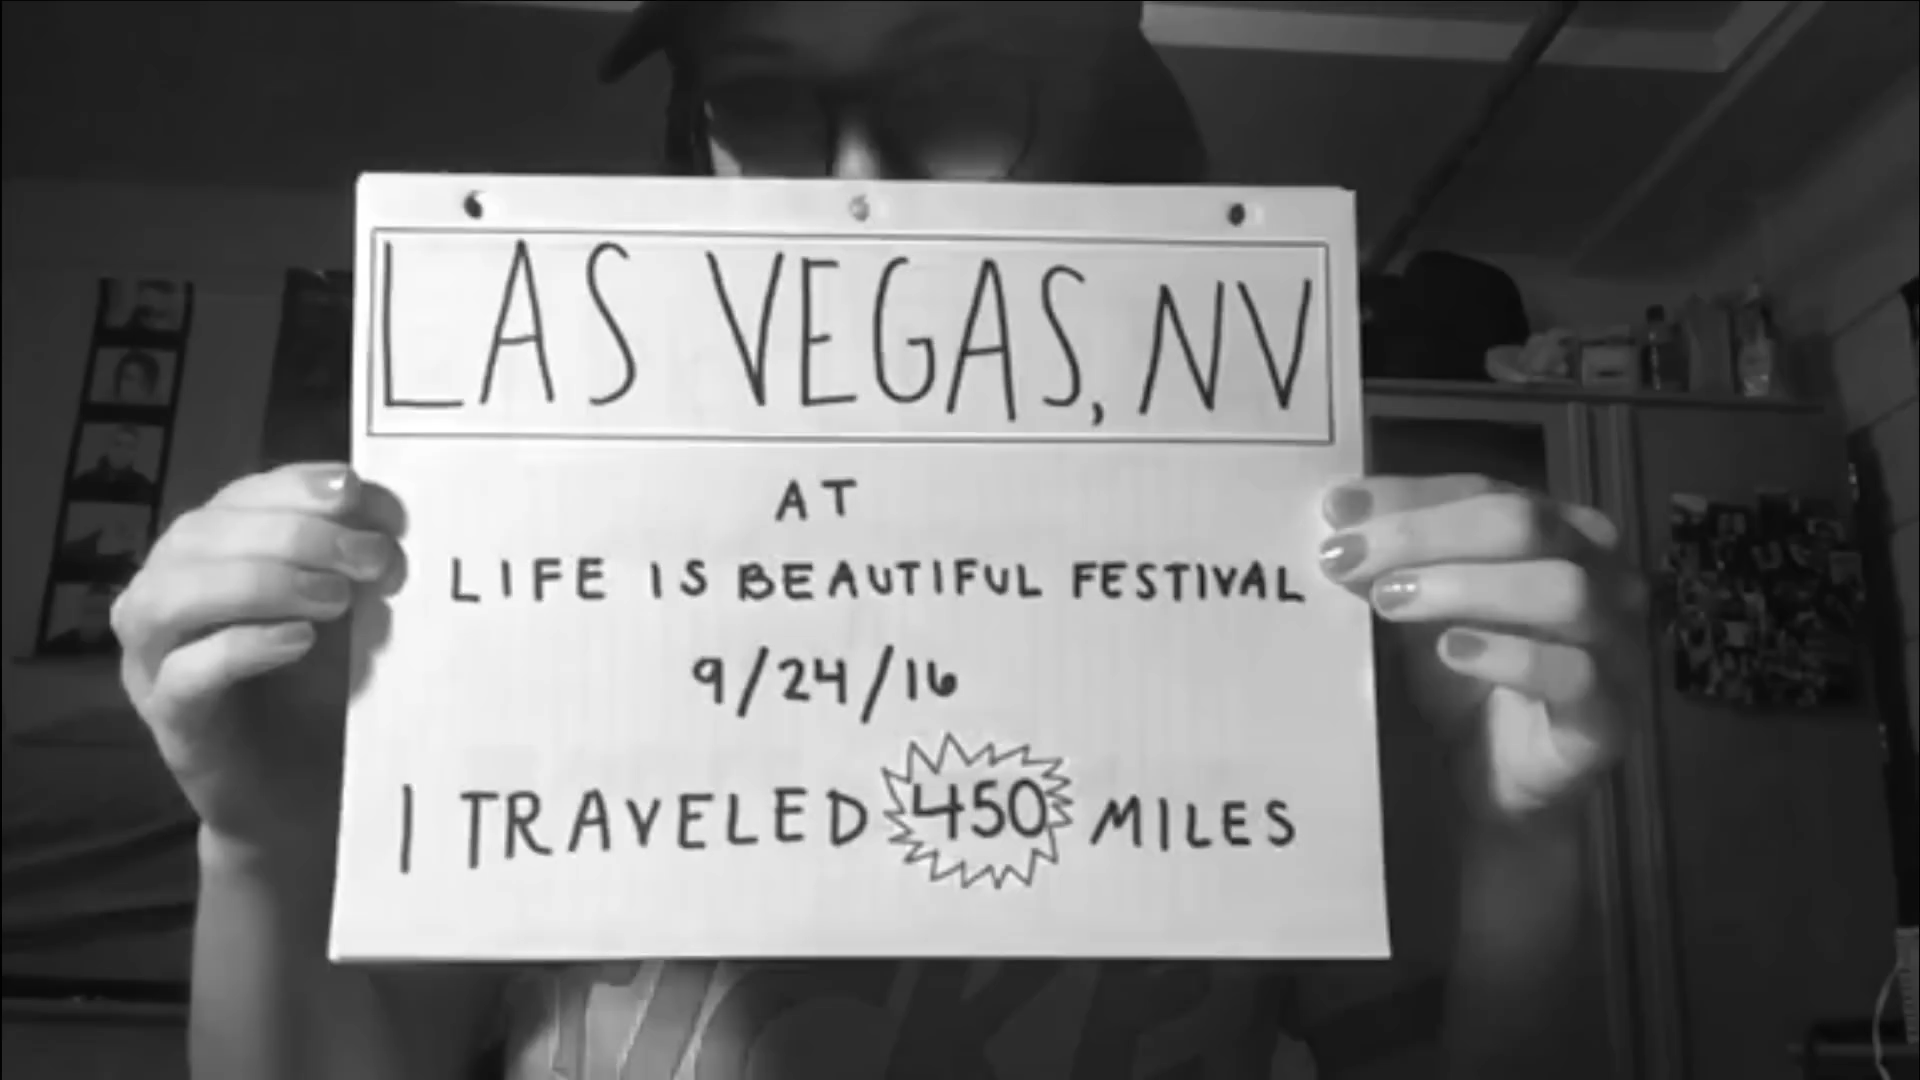 LAS VEGAS, NV
AT
LIFE IS BEAUTIFUL FESTIVAL
9/24/16
I TRAVELED 450 MILES